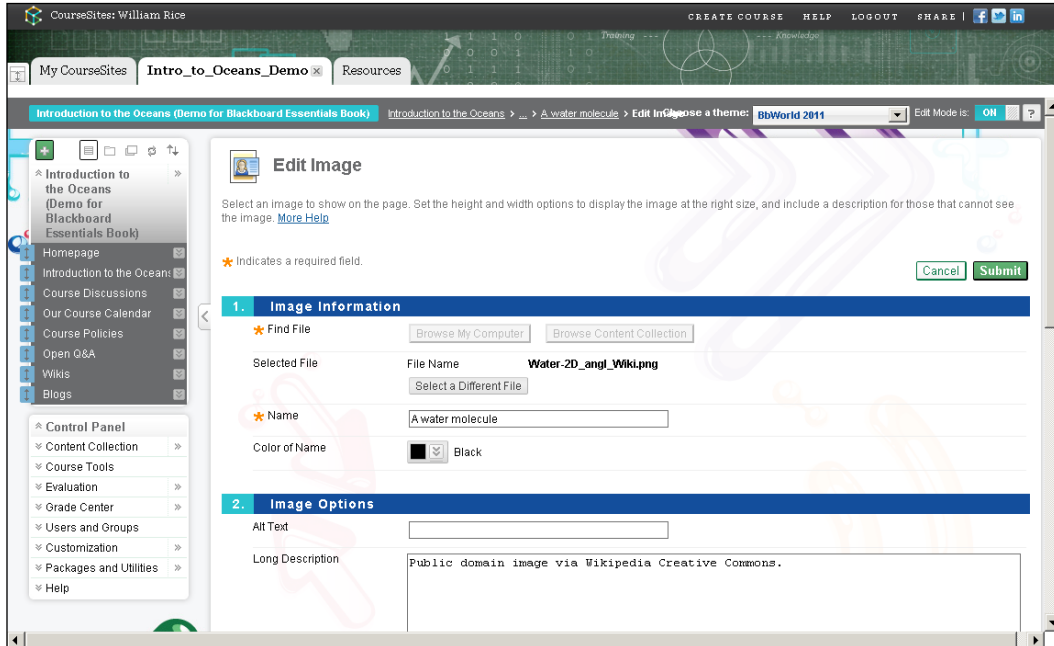 CourseSites: William Rice
CREATE COURSE HELP LOGOUT SHARE |
Training --- --- Knowledge
My CourseSites Intro_to_Oceans_Demo Resources
Introduction to the Oceans (Demo for Blackboard Essentials Book) Introduction to the Oceans > ... > A water molecule > Edit Choose a theme: BbWorld 2011 Edit Mode is: ON ?
Introduction to
the Oceans
(Demo for
Blackboard
Essentials Book)
Homepage
Introduction to the Oceans
Course Discussions
Our Course Calendar
Course Policies
Open Q&A
Wikis
Blogs
Control Panel
Content Collection
Course Tools
Evaluation
Grade Center
Users and Groups
Customization
Packages and Utilities
Help
Edit Image
Select an image to show on the page. Set the height and width options to display the image at the right size, and include a description for those that cannot see
the image. More Help
Indicates a required field.
Cancel Submit
1. Image Information
Find File Browse My Computer Browse Content Collection
Selected File File Name Water-2D_angl_Wiki.png
Select a Different File
Name A water molecule
Color of Name Black
2. Image Options
Alt Text
Long Description Public domain image via Wikipedia Creative Commons.